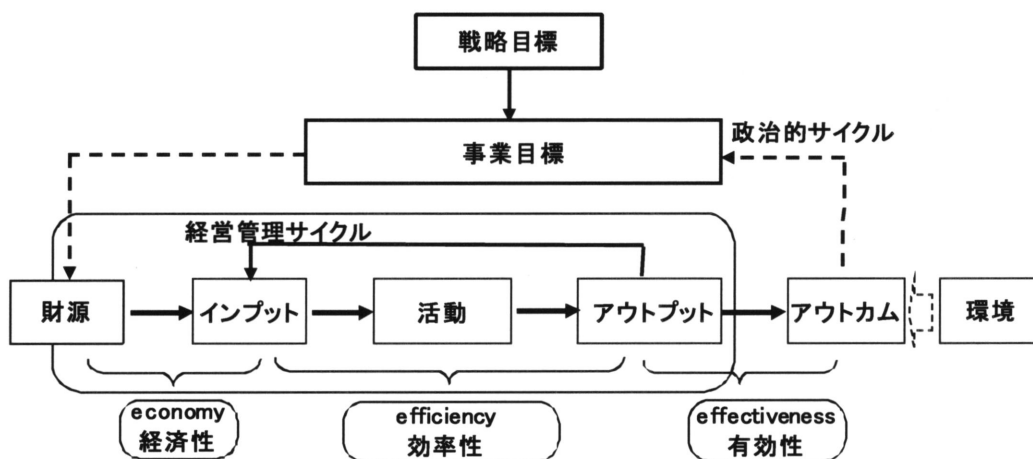 戦略目標
政治的サイクル
事業目標
経営管理サイクル
財源
インプット
活動
アウトプット
アウトカム
環境
economy
経済性
efficiency
効率性
effectiveness
有効性